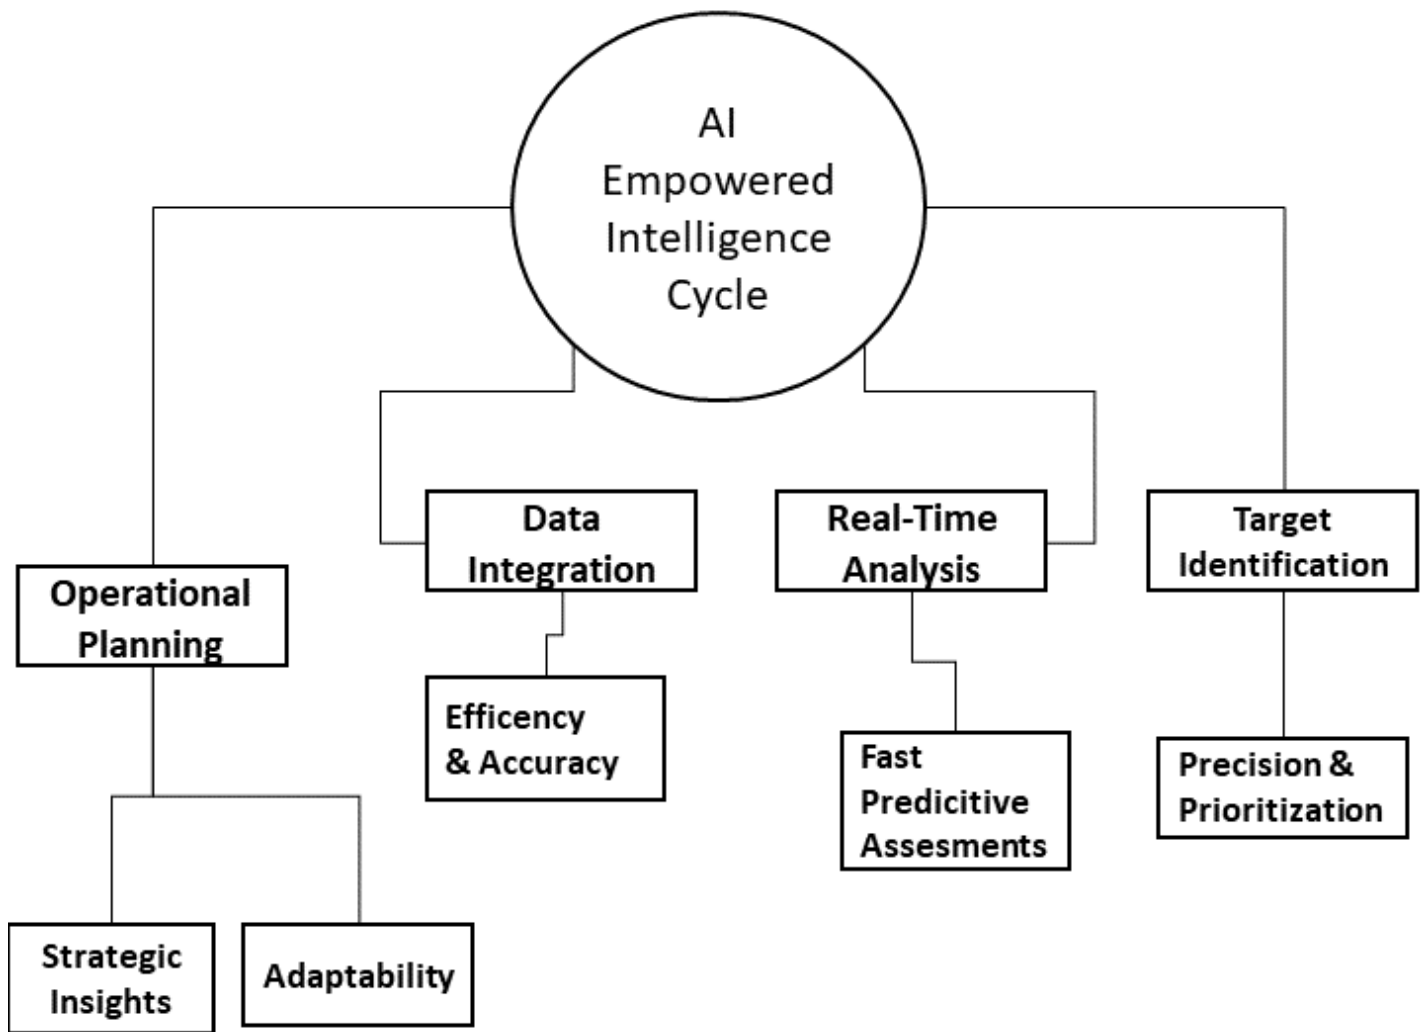 AI
Empowered
Intelligence
Cycle
Data
Integration
Real-Time
Analysis
Target
Identification
Operational
Planning
Efficency
& Accuracy
Fast
Predicitive
Assesments
Precision &
Prioritization
Strategic
Insights
Adaptability